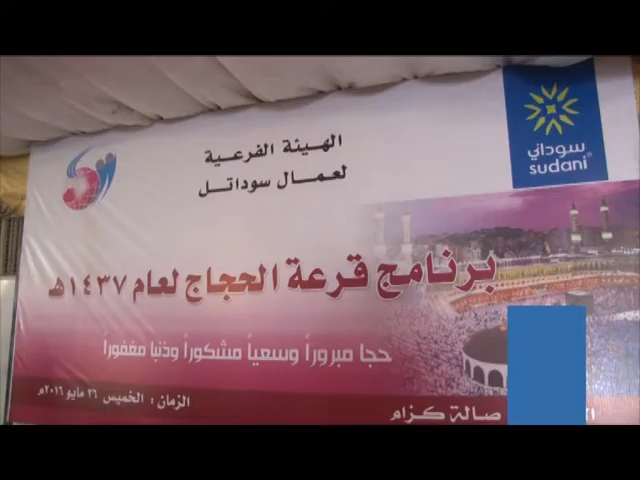 الهيئة الفرعية
لعمال سوداتل
سوداني
sudani
برنامج قرعة الحجاج لعام ١٤٣٧هـ
حجا مبروراً وسعياً مشكوراً وذنبا مغفوراً
الزمان : الخميس ٢٦ مايو ٢٠١٦م
صالة كرام